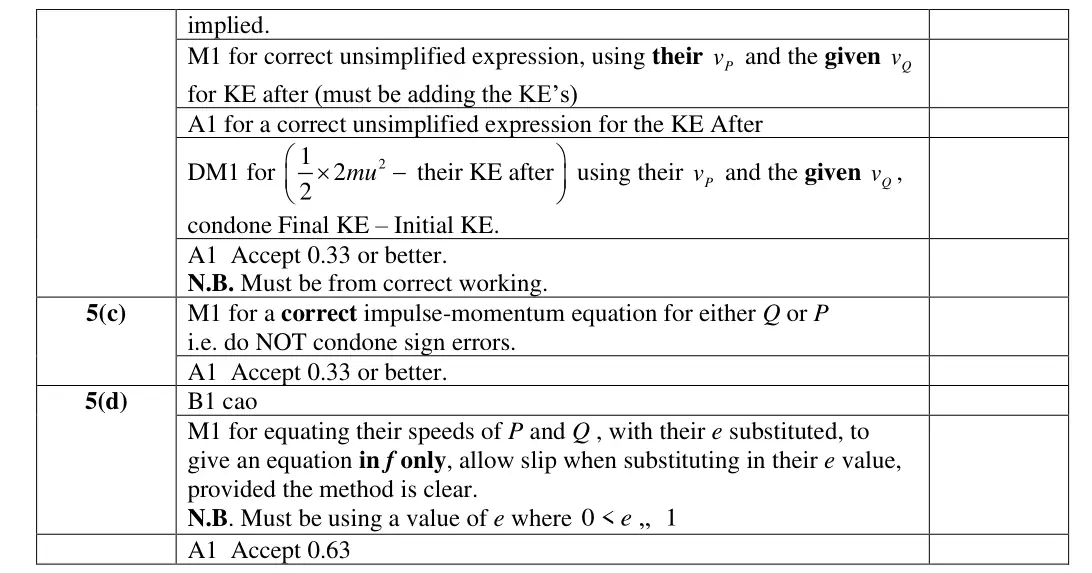 implied.
M1 for correct unsimplified expression, using their v_P and the given v_Q
for KE after (must be adding the KE’s)
A1 for a correct unsimplified expression for the KE After
DM1 for (1/2 × 2mu² – their KE after) using their v_P and the given v_Q ,
condone Final KE – Initial KE.
A1 Accept 0.33 or better.
N.B. Must be from correct working.
5(c) M1 for a correct impulse-momentum equation for either Q or P
i.e. do NOT condone sign errors.
A1 Accept 0.33 or better.
5(d) B1 cao
M1 for equating their speeds of P and Q , with their e substituted, to
give an equation in f only, allow slip when substituting in their e value,
provided the method is clear.
N.B. Must be using a value of e where 0 < e ,, 1
A1 Accept 0.63